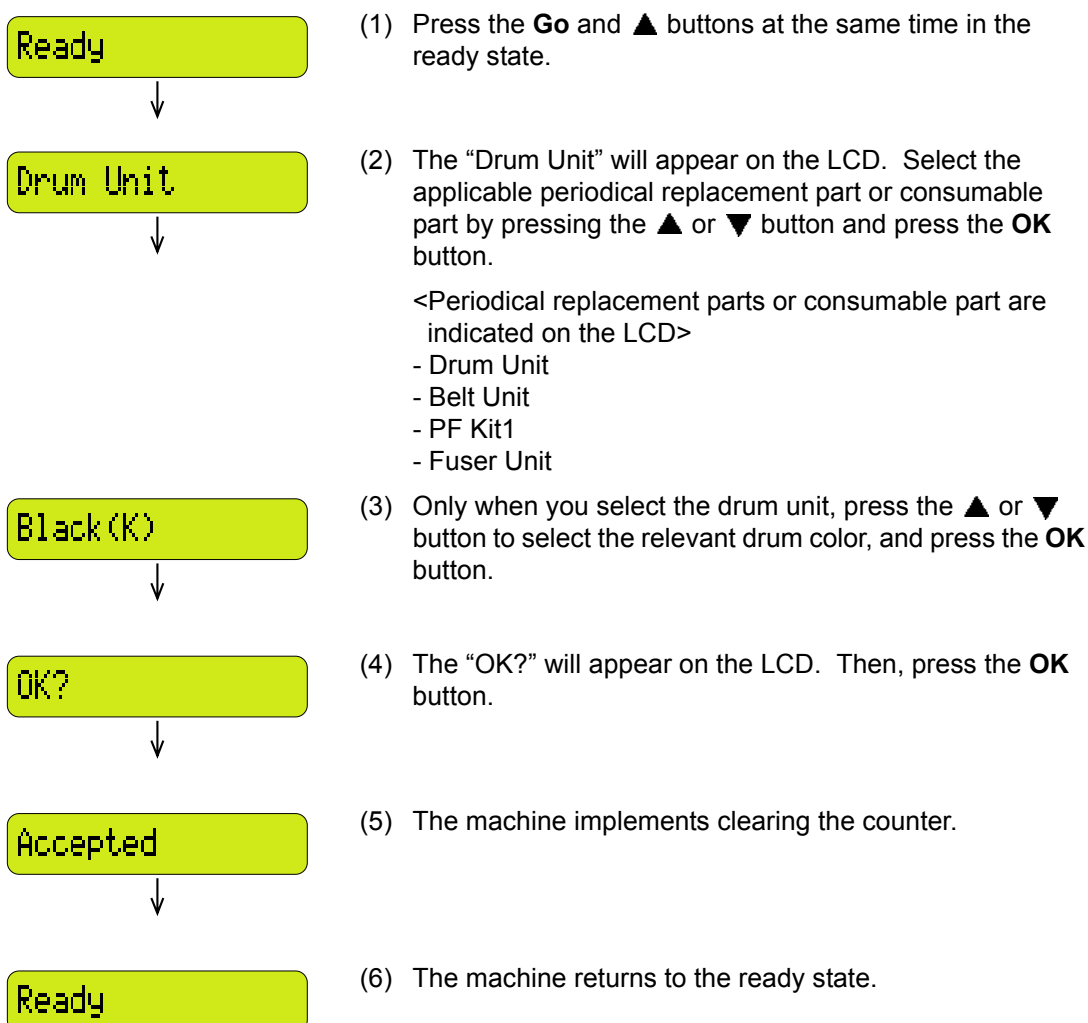 Ready
(1) Press the Go and ▲ buttons at the same time in the
ready state.
Drum Unit
(2) The “Drum Unit” will appear on the LCD. Select the
applicable periodical replacement part or consumable
part by pressing the ▲ or ▼ button and press the OK
button.
<Periodical replacement parts or consumable part are
indicated on the LCD>
- Drum Unit
- Belt Unit
- PF Kit1
- Fuser Unit
Black(K)
(3) Only when you select the drum unit, press the ▲ or ▼
button to select the relevant drum color, and press the OK
button.
OK?
(4) The “OK?” will appear on the LCD. Then, press the OK
button.
Accepted
(5) The machine implements clearing the counter.
Ready
(6) The machine returns to the ready state.